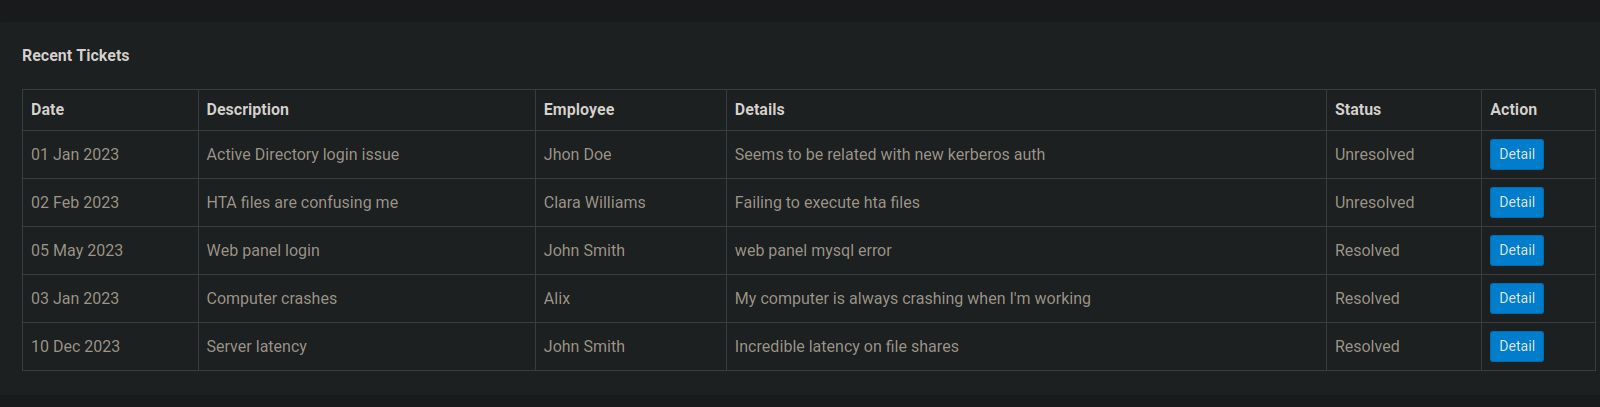 Recent Tickets
Date Description Employee Details Status Action
01 Jan 2023 Active Directory login issue Jhon Doe Seems to be related with new kerberos auth Unresolved Detail
02 Feb 2023 HTA files are confusing me Clara Williams Failing to execute hta files Unresolved Detail
05 May 2023 Web panel login John Smith web panel mysql error Resolved Detail
03 Jan 2023 Computer crashes Alix My computer is always crashing when I'm working Resolved Detail
10 Dec 2023 Server latency John Smith Incredible latency on file shares Resolved Detail